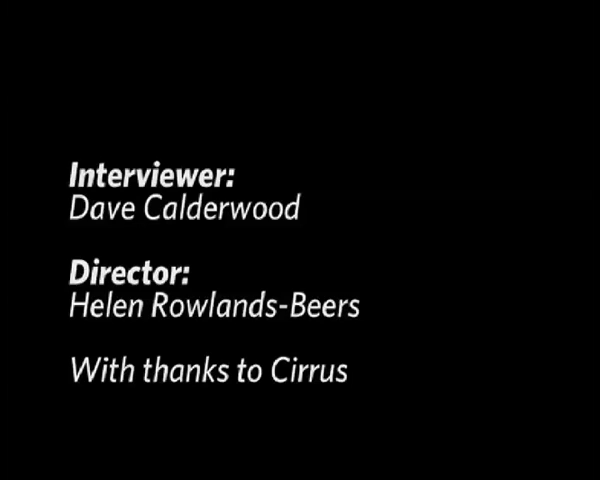 Interviewer:
Dave Calderwood
Director:
Helen Rowlands-Beers
With thanks to Cirrus